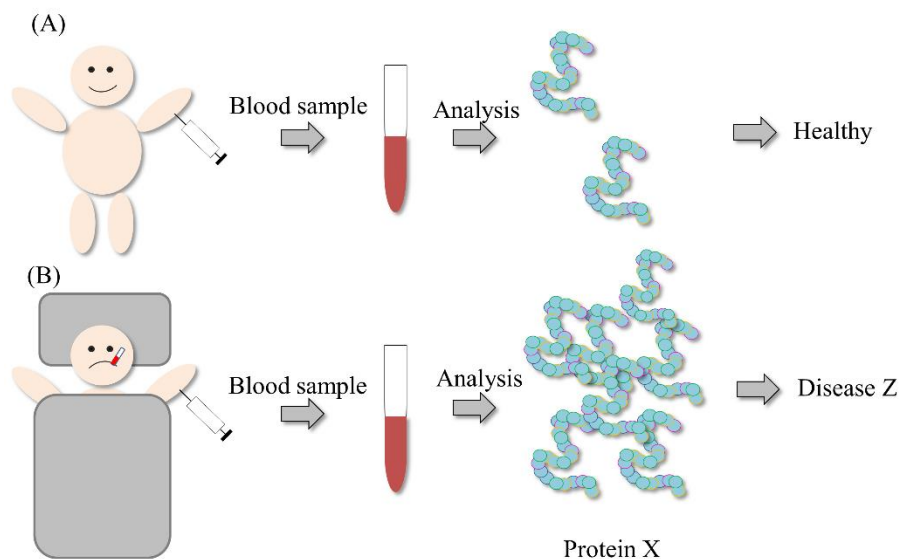 (A)
Blood sample
Analysis
Healthy
(B)
Blood sample
Analysis
Disease Z
Protein X